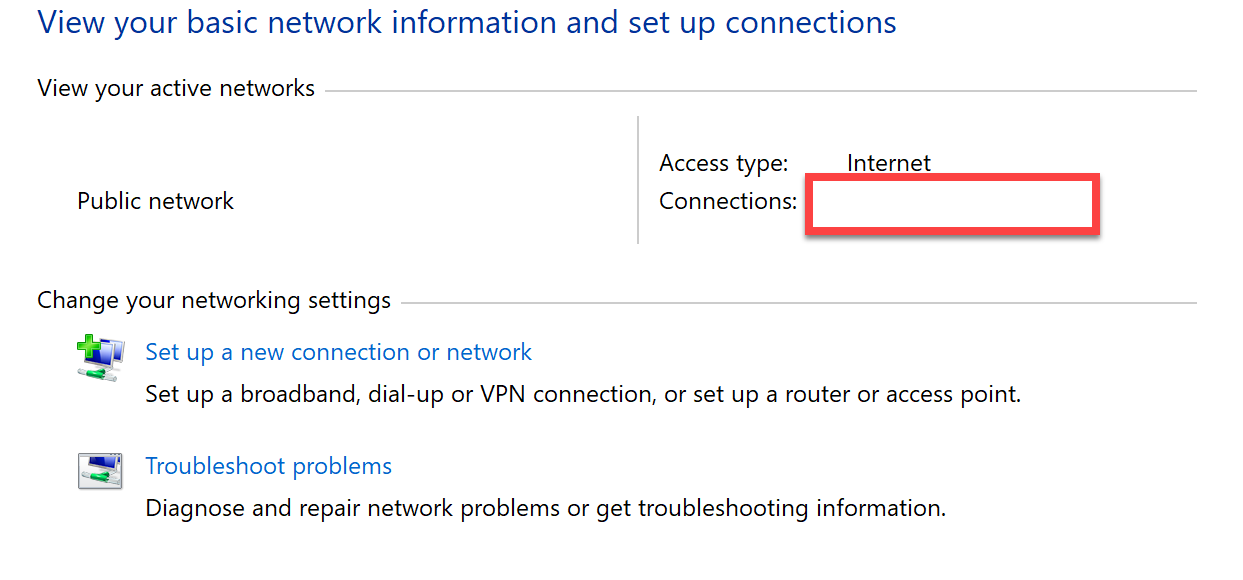 View your basic network information and set up connections
View your active networks
Access type: Internet
Public network
Connections:
Change your networking settings
Set up a new connection or network
Set up a broadband, dial-up or VPN connection, or set up a router or access point.
Troubleshoot problems
Diagnose and repair network problems or get troubleshooting information.